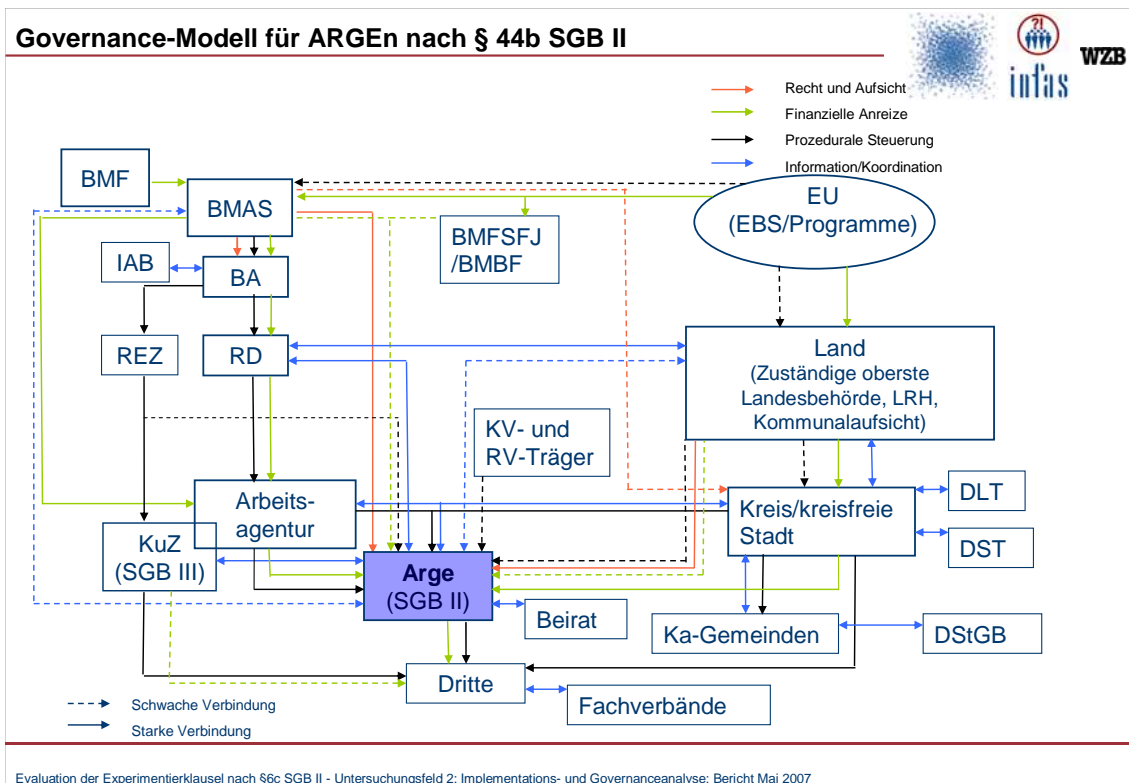 Governance-Modell für ARGEn nach § 44b SGB II
?!
infas
WZB
Recht und Aufsicht
Finanzielle Anreize
Prozedurale Steuerung
Information/Koordination
BMF
BMAS
EU
(EBS/Programme)
BMFSFJ
/BMBF
IAB
BA
REZ
RD
Land
(Zuständige oberste
Landesbehörde, LRH,
Kommunalaufsicht)
KV- und
RV-Träger
Arbeits-
agentur
Kreis/kreisfreie
Stadt
DLT
DST
KuZ
(SGB III)
Arge
(SGB II)
Beirat
Ka-Gemeinden
DStGB
Dritte
Fachverbände
Schwache Verbindung
Starke Verbindung
Evaluation der Experimentierklausel nach §6c SGB II - Untersuchungsfeld 2: Implementations- und Governanceanalyse; Bericht Mai 2007